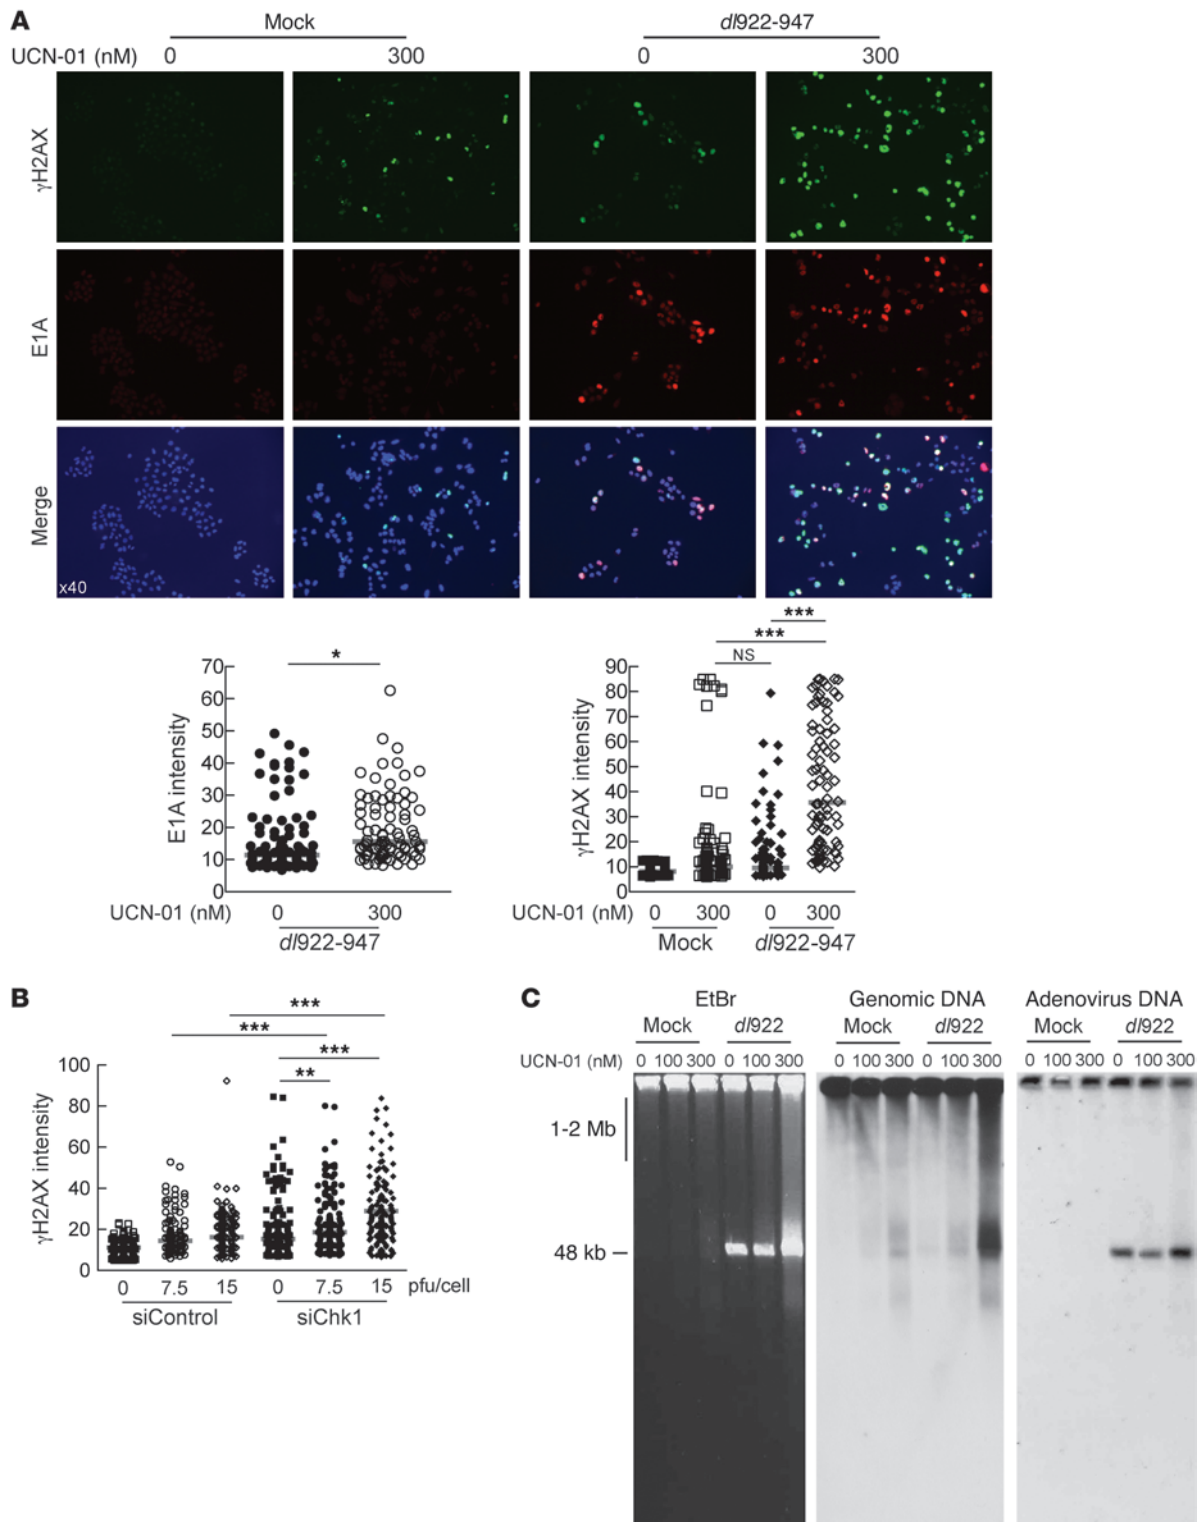 A
Mock
dl922-947
UCN-01 (nM)
0
300
0
300
γH2AX
E1A
Merge
x40
*
E1A intensity
70
60
50
40
30
20
10
0
UCN-01 (nM)
0
300
dl922-947
***
***
NS
γH2AX intensity
90
80
70
60
50
40
30
20
10
0
UCN-01 (nM)
0
300
0
300
Mock
dl922-947
B
***
***
***
**
γH2AX intensity
100
80
60
40
20
0
0
7.5
15
0
7.5
15
pfu/cell
siControl
siChk1
C
EtBr
Genomic DNA
Adenovirus DNA
Mock
dl922
Mock
dl922
Mock
dl922
UCN-01 (nM)
0 100 300 0 100 300
0 100 300 0 100 300
0 100 300 0 100 300
1-2 Mb
48 kb